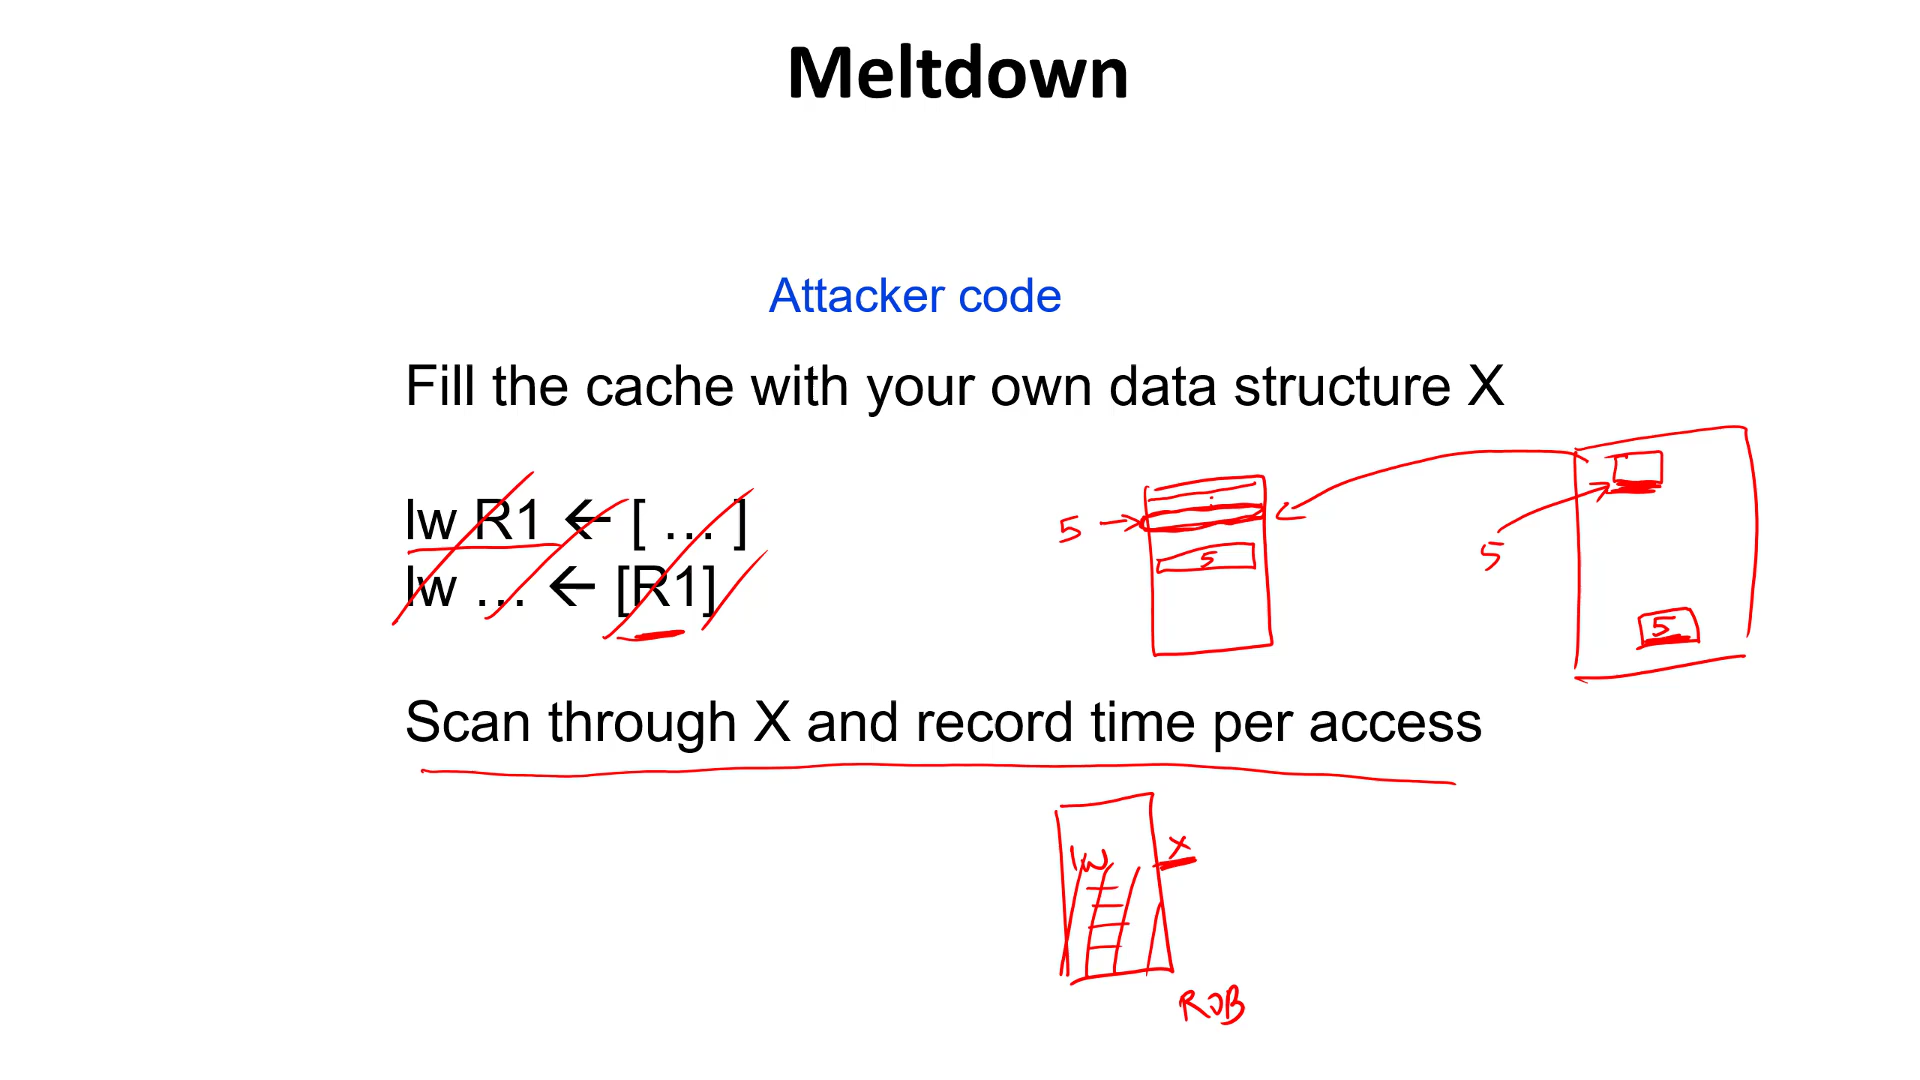 Meltdown
Attacker code
Fill the cache with your own data structure X
lw R1 ← [ … ]
lw … ← [R1]
5
5
5
5
Scan through X and record time per access
lw
X
ROB